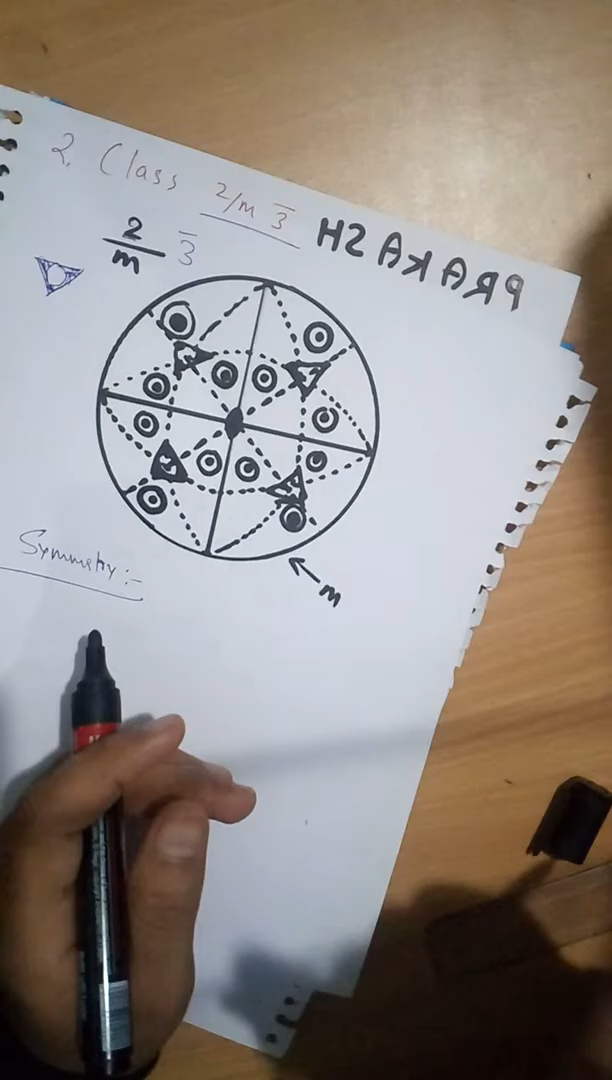 2. Class 2/m 3̅
PRAKASH
2/m 3̅
m
Symmetry :-